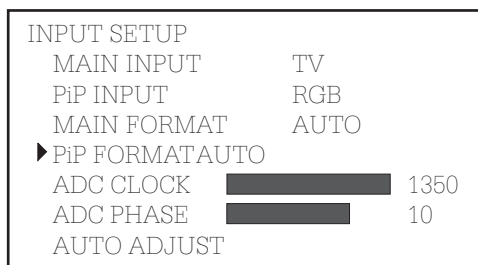 INPUT SETUP
MAIN INPUT TV
PiP INPUT RGB
MAIN FORMAT AUTO
PiP FORMATAUTO
ADC CLOCK 1350
ADC PHASE 10
AUTO ADJUST